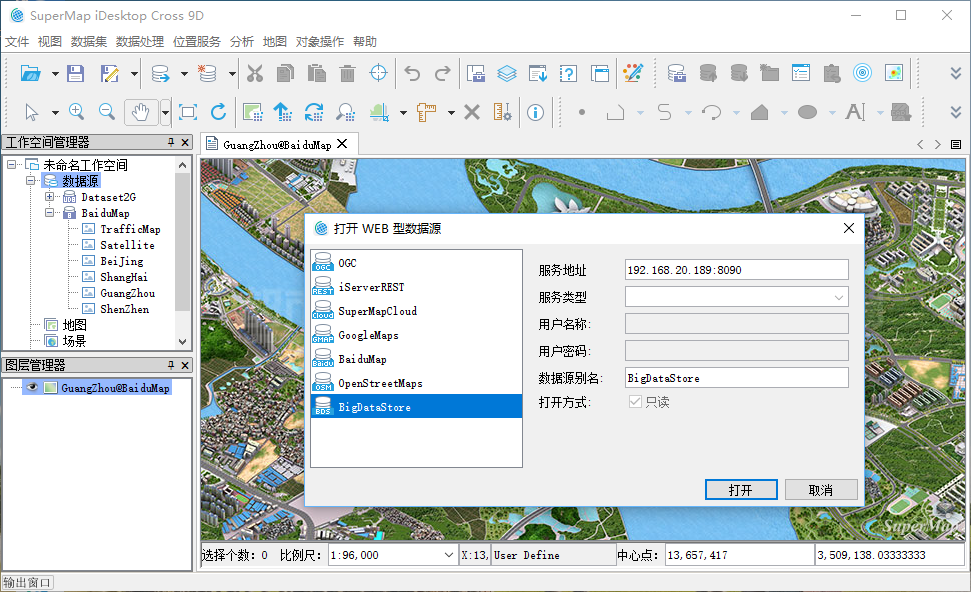 SuperMap iDesktop Cross 9D
文件 视图 数据集 数据处理 位置服务 分析 地图 对象操作 帮助
工作空间管理器
GuangZhou@BaiduMap
未命名工作空间
数据源
Dataset2G
BaiduMap
TrafficMap
Satellite
BeiJing
ShangHai
GuangZhou
ShenZhen
地图
场景
图层管理器
GuangZhou@BaiduMap
打开 WEB 型数据源
OGC OGC
REST iServerREST
Cloud SuperMapCloud
GMAP GoogleMaps
Baidu BaiduMap
OSM OpenStreetMaps
BDS BigDataStore
服务地址 192.168.20.189:8090
服务类型
用户名称:
用户密码:
数据源别名: BigDataStore
打开方式: 只读
打开 取消
SuperMap
选择个数: 0 比例尺: 1:96,000 X:13, User Define 中心点: 13,657,417 3,509,138.03333333
输出窗口